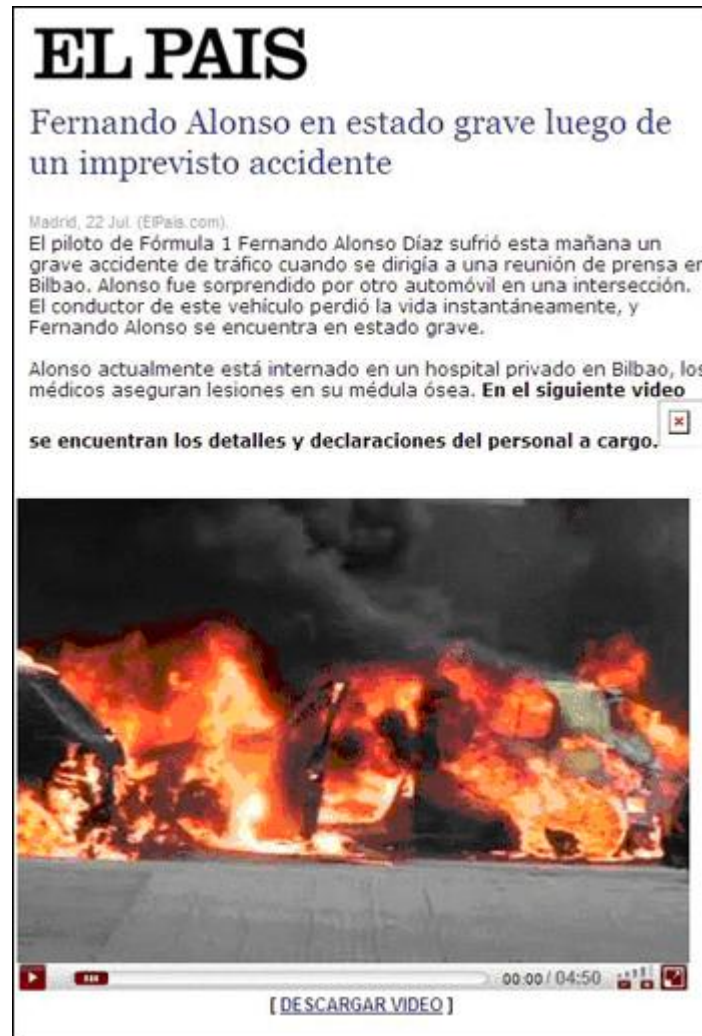 EL PAIS
Fernando Alonso en estado grave luego de
un imprevisto accidente
Madrid, 22 Jul. (ElPais.com).
El piloto de Fórmula 1 Fernando Alonso Díaz sufrió esta mañana un
grave accidente de tráfico cuando se dirigía a una reunión de prensa en
Bilbao. Alonso fue sorprendido por otro automóvil en una intersección.
El conductor de este vehículo perdió la vida instantáneamente, y
Fernando Alonso se encuentra en estado grave.
Alonso actualmente está internado en un hospital privado en Bilbao, los
médicos aseguran lesiones en su médula ósea. En el siguiente video
se encuentran los detalles y declaraciones del personal a cargo.
00:00 / 04:50
[ DESCARGAR VIDEO ]